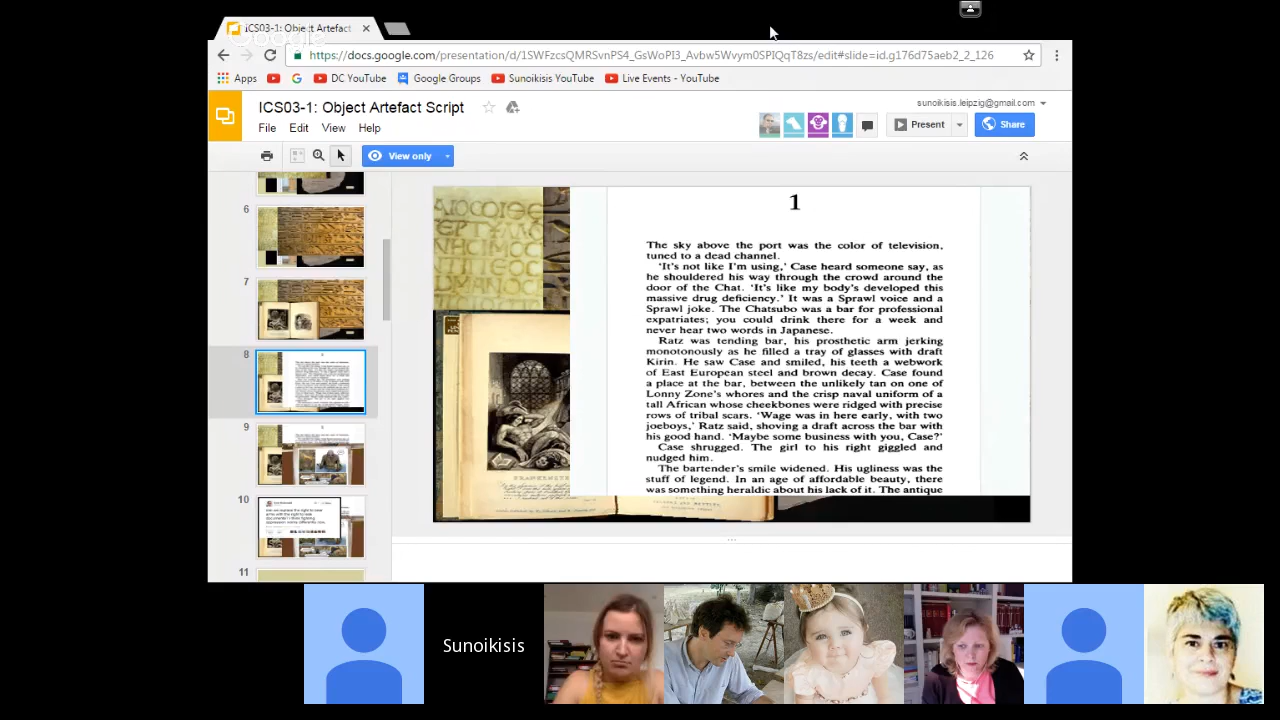 ICS03-1: Object Artefact
Google
https://docs.google.com/presentation/d/1SWFzcsQMRSvnPS4_GsWoPI3_Avbw5Wvym0SPIQqT8zs/edit#slide=id.g176d75aeb2_2_126
Apps
DC YouTube
Google Groups
Sunoikisis YouTube
Live Events - YouTube
ICS03-1: Object Artefact Script
sunoikisis.leipzig@gmail.com
File Edit View Help
Present
Share
View only
6
7
8
9
10
11
1
The sky above the port was the color of television,
tuned to a dead channel.
'It's not like I'm using,' Case heard someone say, as
he shouldered his way through the crowd around the
door of the Chat. 'It's like my body's developed this
massive drug deficiency.' It was a Sprawl voice and a
Sprawl joke. The Chatsubo was a bar for professional
expatriates; you could drink there for a week and
never hear two words in Japanese.
Ratz was tending bar, his prosthetic arm jerking
monotonously as he filled a tray of glasses with draft
Kirin. He saw Case and smiled, his teeth a webwork
of East European steel and brown decay. Case found
a place at the bar, between the unlikely tan on one of
Lonny Zone's whores and the crisp naval uniform of a
tall African whose cheekbones were ridged with precise
rows of tribal scars. 'Wage was in here early, with two
joeboys,' Ratz said, shoving a draft across the bar with
his good hand. 'Maybe some business with you, Case?'
Case shrugged. The girl to his right giggled and
nudged him.
The bartender's smile widened. His ugliness was the
stuff of legend. In an age of affordable beauty, there
was something heraldic about his lack of it. The antique
FRANKENSTEIN
Sunoikisis